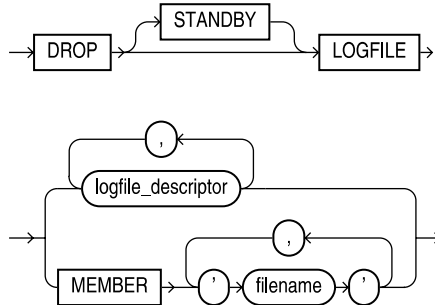 STANDBY
DROP LOGFILE
,
logfile_descriptor
,
MEMBER ' filename '